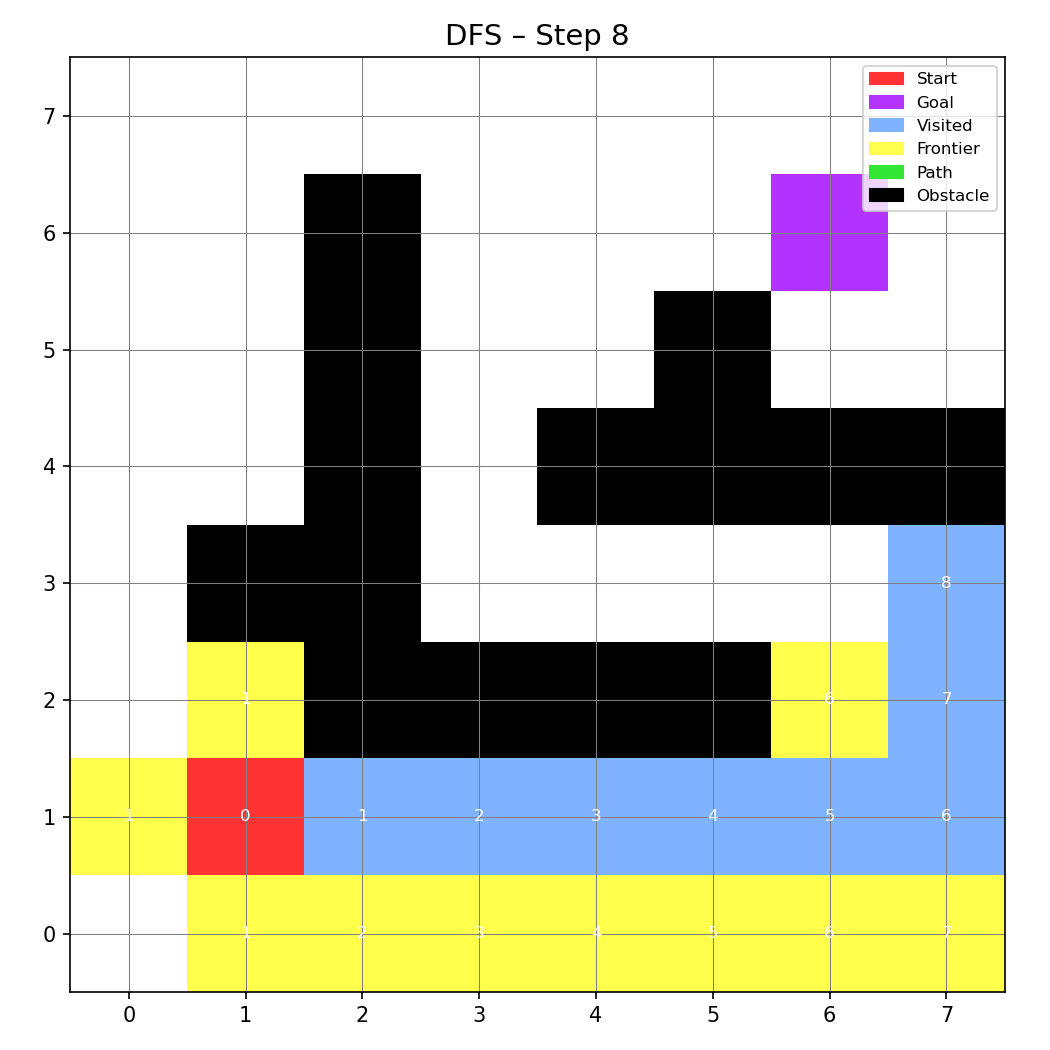 DFS – Step 8
7
Start
Goal
Visited
Frontier
Path
Obstacle
6
5
4
3 8
2 1 6 7
1 1 0 1 2 3 4 5 6
0 1 2 3 4 5 6 7
0 1 2 3 4 5 6 7